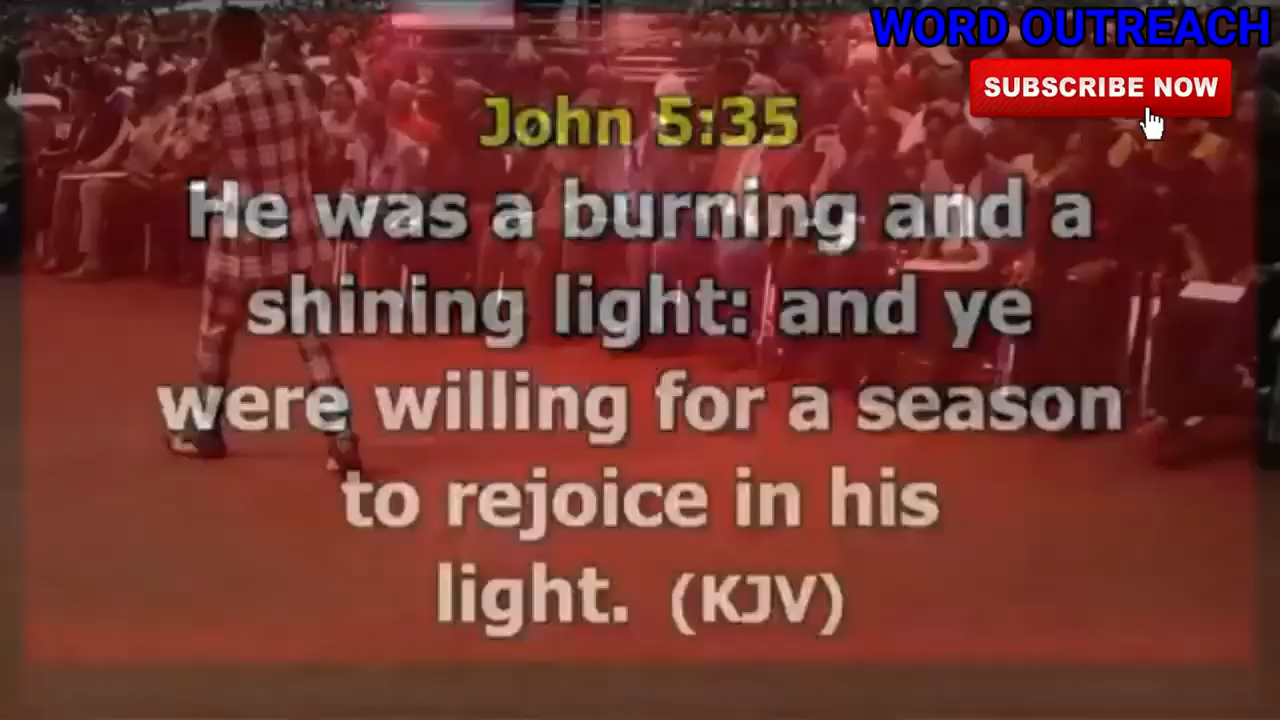 WORD OUTREACH
SUBSCRIBE NOW
John 5:35
He was a burning and a
shining light: and ye
were willing for a season
to rejoice in his
light. (KJV)